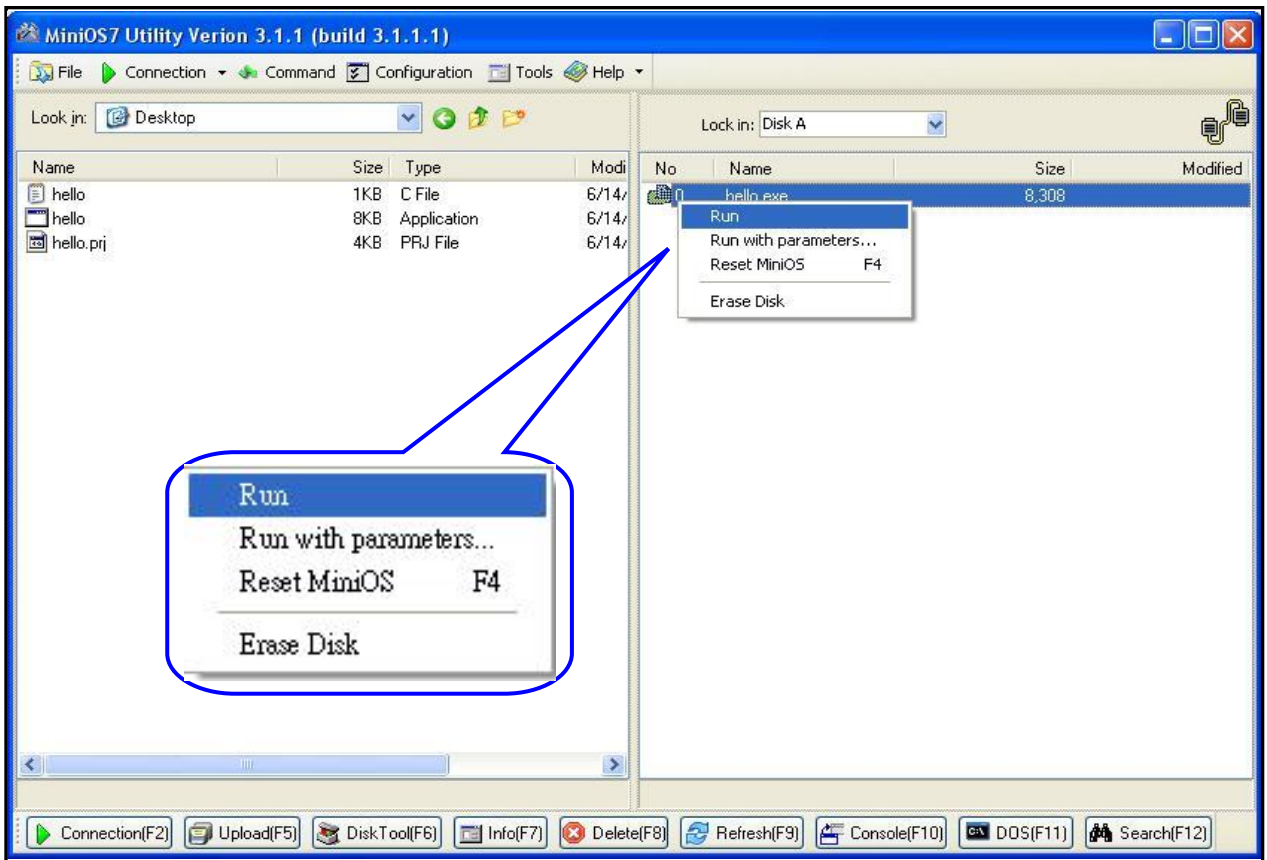 MiniOS7 Utility Verion 3.1.1 (build 3.1.1.1)
File Connection Command Configuration Tools Help
Look in: Desktop
Lock in: Disk A
Name Size Type Modi
hello 1KB C File 6/14/
hello 8KB Application 6/14/
hello.prj 4KB PRJ File 6/14/
No Name Size Modified
0 hello.exe 8,308
Run
Run with parameters...
Reset MiniOS F4
Erase Disk
Run
Run with parameters...
Reset MiniOS F4
Erase Disk
Connection(F2) Upload(F5) DiskTool(F6) Info(F7) Delete(F8) Refresh(F9) Console(F10) DOS(F11) Search(F12)